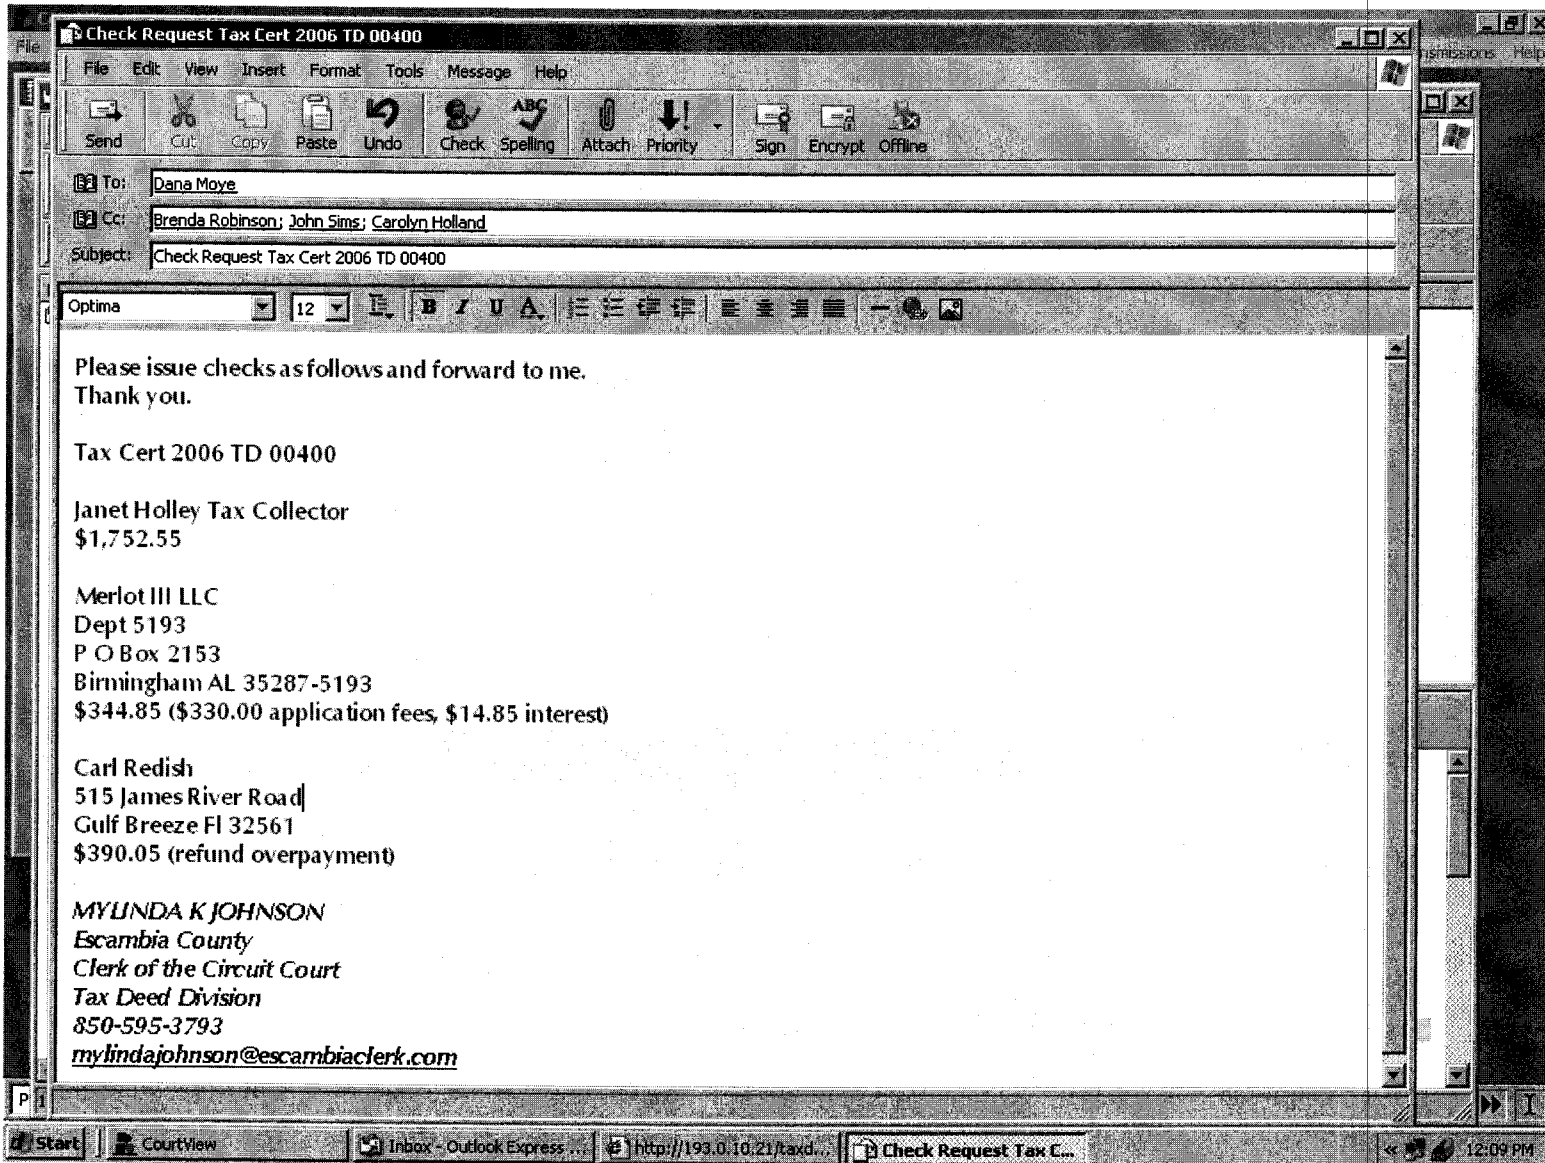 Check Request Tax Cert 2006 TD 00400
File
nsmissions Help
File Edit View Insert Format Tools Message Help
Send Cut Copy Paste Undo Check Spelling Attach Priority Sign Encrypt Offline
To: Dana Moye
Cc: Brenda Robinson; John Sims; Carolyn Holland
Subject: Check Request Tax Cert 2006 TD 00400
Optima 12 B I U A
Please issue checks as follows and forward to me.
Thank you.
Tax Cert 2006 TD 00400
Janet Holley Tax Collector
$1,752.55
Merlot III LLC
Dept 5193
P O Box 2153
Birmingham AL 35287-5193
$344.85 ($330.00 application fees, $14.85 interest)
Carl Redish
515 James River Road
Gulf Breeze Fl 32561
$390.05 (refund overpayment)
MYLINDA K JOHNSON
Escambia County
Clerk of the Circuit Court
Tax Deed Division
850-595-3793
mylindajohnson@escambiaclerk.com
P
Start CourtView Inbox - Outlook Express ... http://193.0.10.21/taxd... Check Request Tax C... 12:09 PM